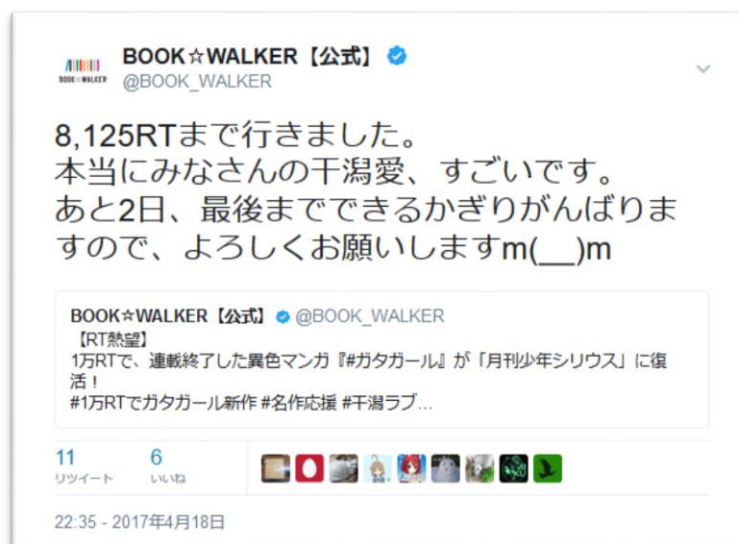 BOOK☆WALKER【公式】
@BOOK_WALKER
BOOK☆WALKER
8,125RTまで行きました。
本当にみなさんの干潟愛、すごいです。
あと2日、最後までできるかぎりがんばりま
すので、よろしくお願いしますm(__)m
BOOK☆WALKER【公式】 @BOOK_WALKER
【RT熱望】
1万RTで、連載終了した異色マンガ『#ガタガール』が「月刊少年シリウス」に復
活！
#1万RTでガタガール新作 #名作応援 #干潟ラブ...
11 6
リツイート いいね
22:35 - 2017年4月18日